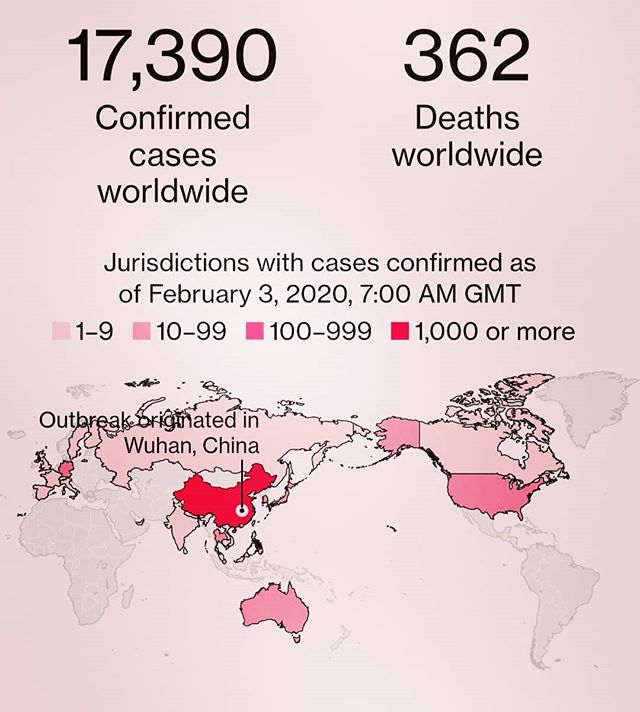 17,390
Confirmed
cases
worldwide
362
Deaths
worldwide
Jurisdictions with cases confirmed as
of February 3, 2020, 7:00 AM GMT
1–9 10–99 100–999 1,000 or more
Outbreak originated in
Wuhan, China